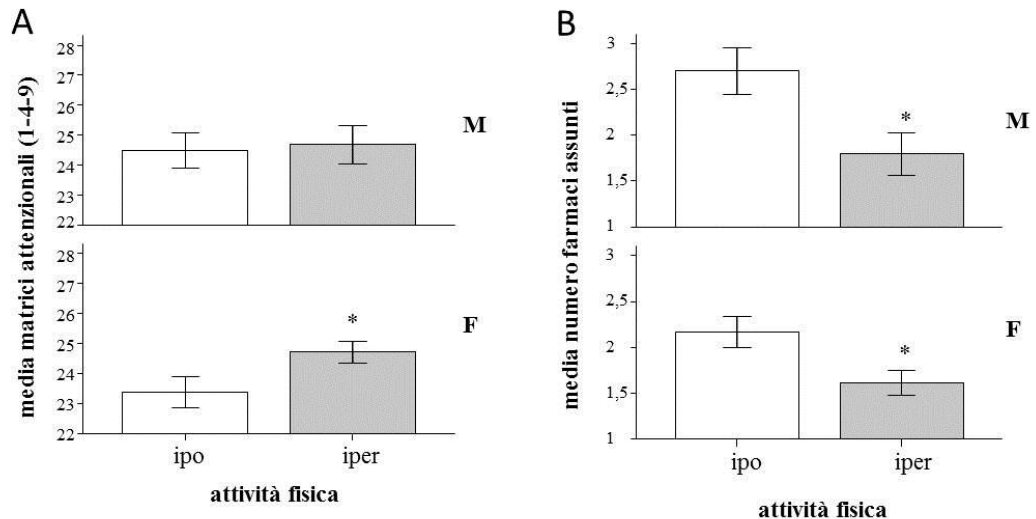 A
media matrici attenzionali (1-4-9)
28
27
26
25
24
23
22
M
28
27
26
25
24
23
22
*
F
ipo
iper
attività fisica
B
media numero farmaci assunti
3
2,5
2
1,5
1
*
M
3
2,5
2
1,5
1
*
F
ipo
iper
attività fisica